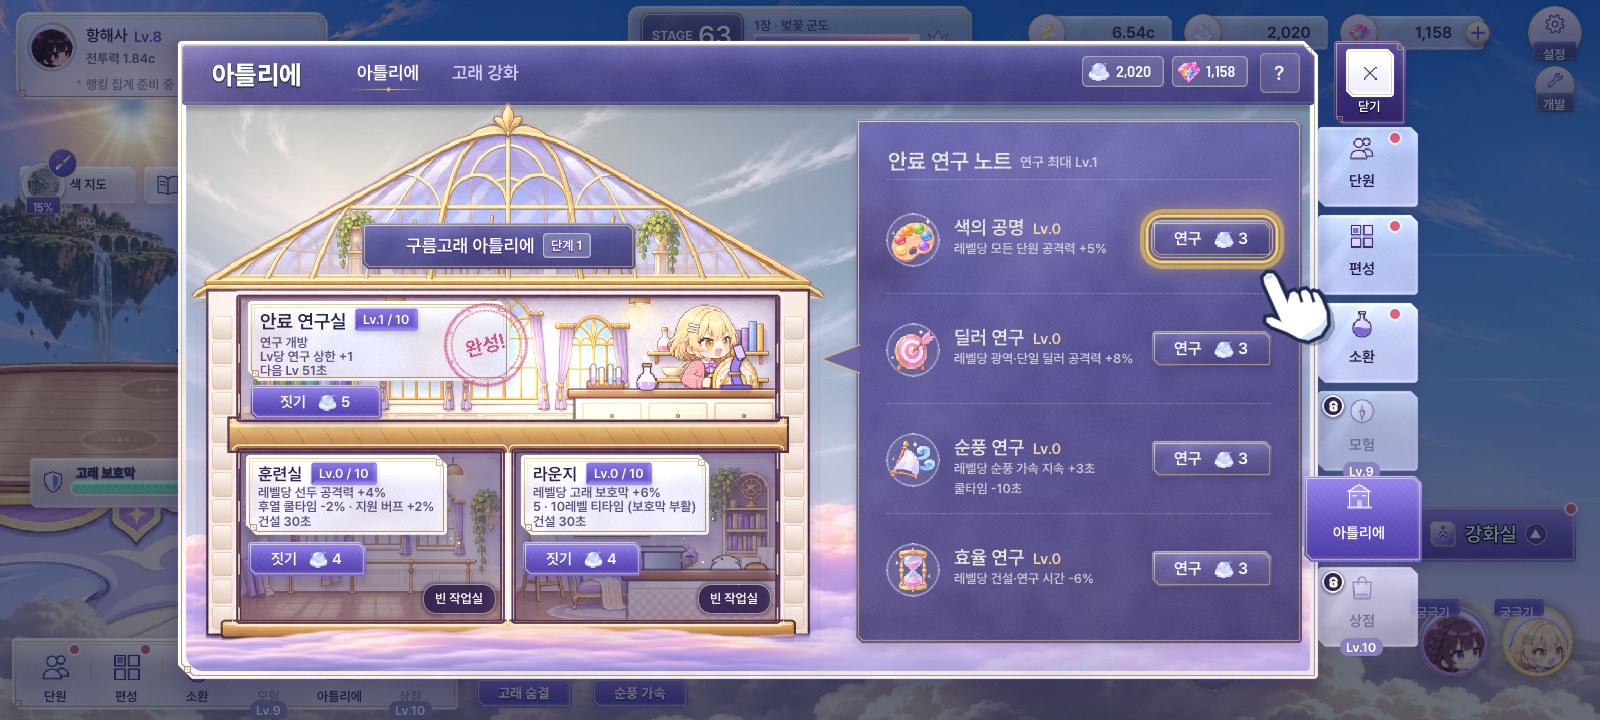 항해사 Lv.8
전투력 1.84c
* 랭킹 집계 준비 중
STAGE 63
1장 · 벚꽃 군도
6.54c
2,020
1,158
설정
개발
아틀리에
아틀리에
고래 강화
2,020
1,158
?
닫기
색 지도
15%
구름고래 아틀리에 단계 1
안료 연구실 Lv.1 / 10
연구 개방
Lv당 연구 상한 +1
다음 Lv 51초
완성!
짓기 5
훈련실 Lv.0 / 10
레벨당 선두 공격력 +4%
후열 쿨타임 -2% · 지원 버프 +2%
건설 30초
짓기 4
빈 작업실
라운지 Lv.0 / 10
레벨당 고래 보호막 +6%
5 · 10레벨 티타임 (보호막 부활)
건설 30초
짓기 4
빈 작업실
안료 연구 노트 연구 최대 Lv.1
색의 공명 Lv.0
레벨당 모든 단원 공격력 +5%
연구 3
딜러 연구 Lv.0
레벨당 광역·단일 딜러 공격력 +8%
연구 3
순풍 연구 Lv.0
레벨당 순풍 가속 지속 +3초
쿨타임 -10초
연구 3
효율 연구 Lv.0
레벨당 건설·연구 시간 -6%
연구 3
단원
편성
소환
모험
Lv.9
아틀리에
강화실
상점
Lv.10
궁극기
궁극기
고래 보호막
단원
편성
소환
모험
Lv.9
아틀리에
상점
Lv.10
고래 숨결
순풍 가속